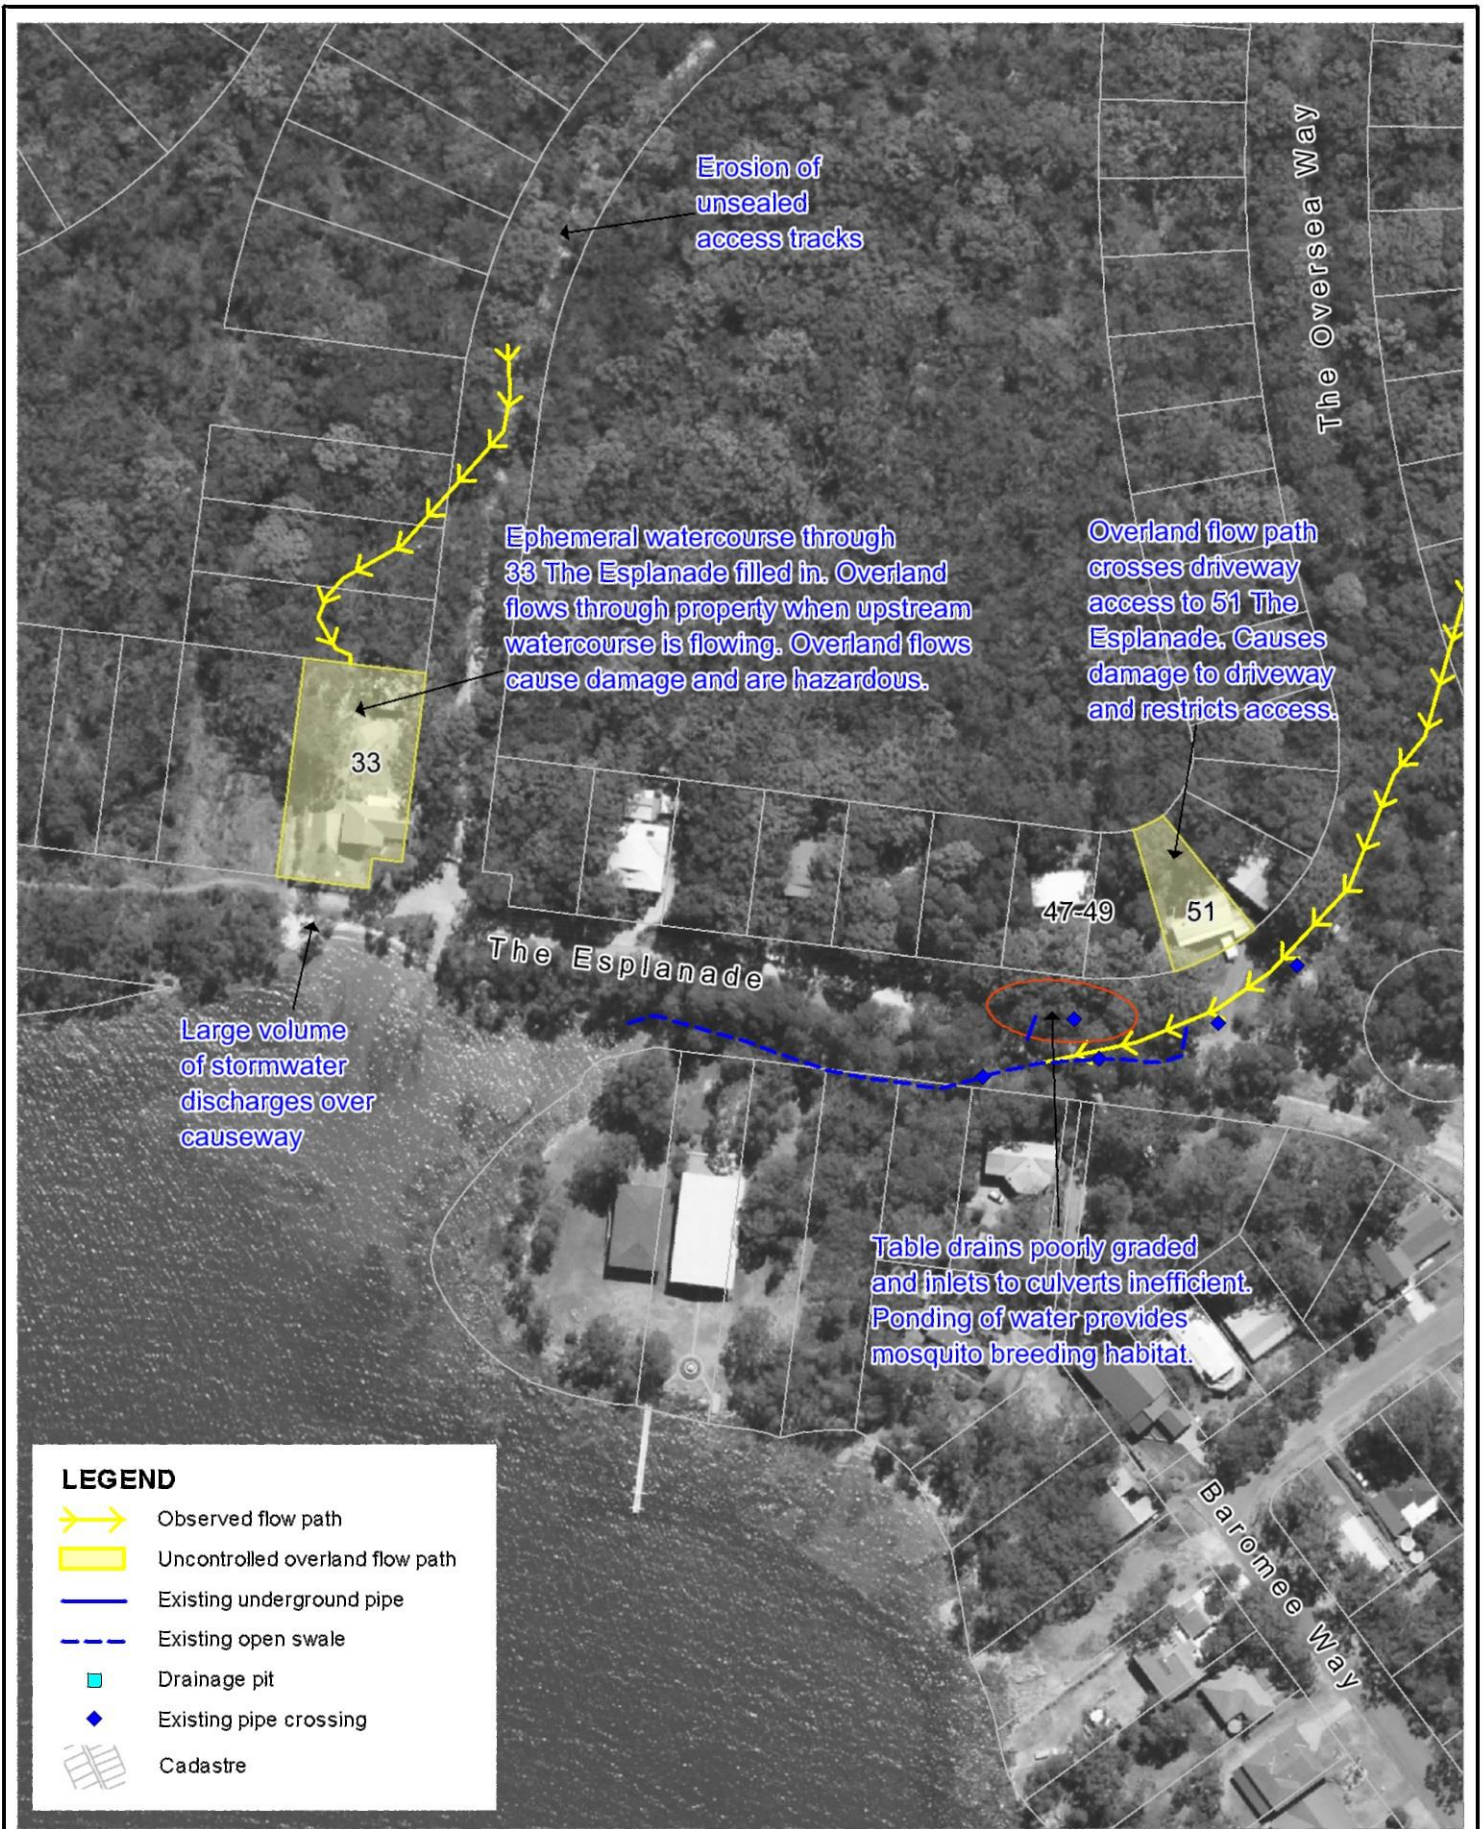 Erosion of
unsealed
access tracks
The Oversea Way
Ephemeral watercourse through
33 The Esplanade filled in. Overland
flows through property when upstream
watercourse is flowing. Overland flows
cause damage and are hazardous.
Overland flow path
crosses driveway
access to 51 The
Esplanade. Causes
damage to driveway
and restricts access.
33
47-49
51
The Esplanade
Large volume
of stormwater
discharges over
causeway
Table drains poorly graded
and inlets to culverts inefficient.
Ponding of water provides
mosquito breeding habitat.
Baromee Way
LEGEND
Observed flow path
Uncontrolled overland flow path
Existing underground pipe
Existing open swale
Drainage pit
Existing pipe crossing
Cadastre